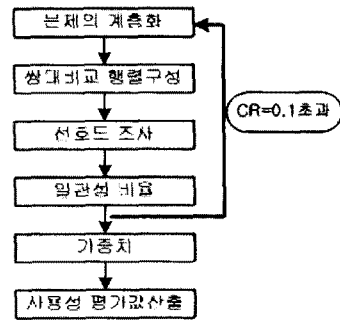 문제의 계층화
쌍대비교 행렬구성
선호도 조사
CR=0.1초과
일관성 비율
가중치
사용성 평가값산출